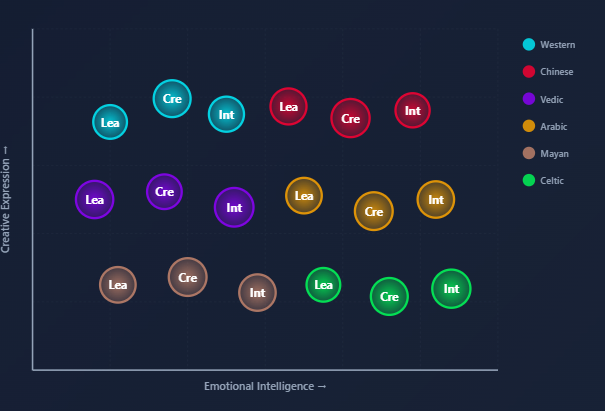 Western
Chinese
Vedic
Arabic
Mayan
Celtic
Lea
Cre
Int
Lea
Cre
Int
Lea
Cre
Int
Lea
Cre
Int
Lea
Cre
Int
Lea
Cre
Int
Creative Expression →
Emotional Intelligence →